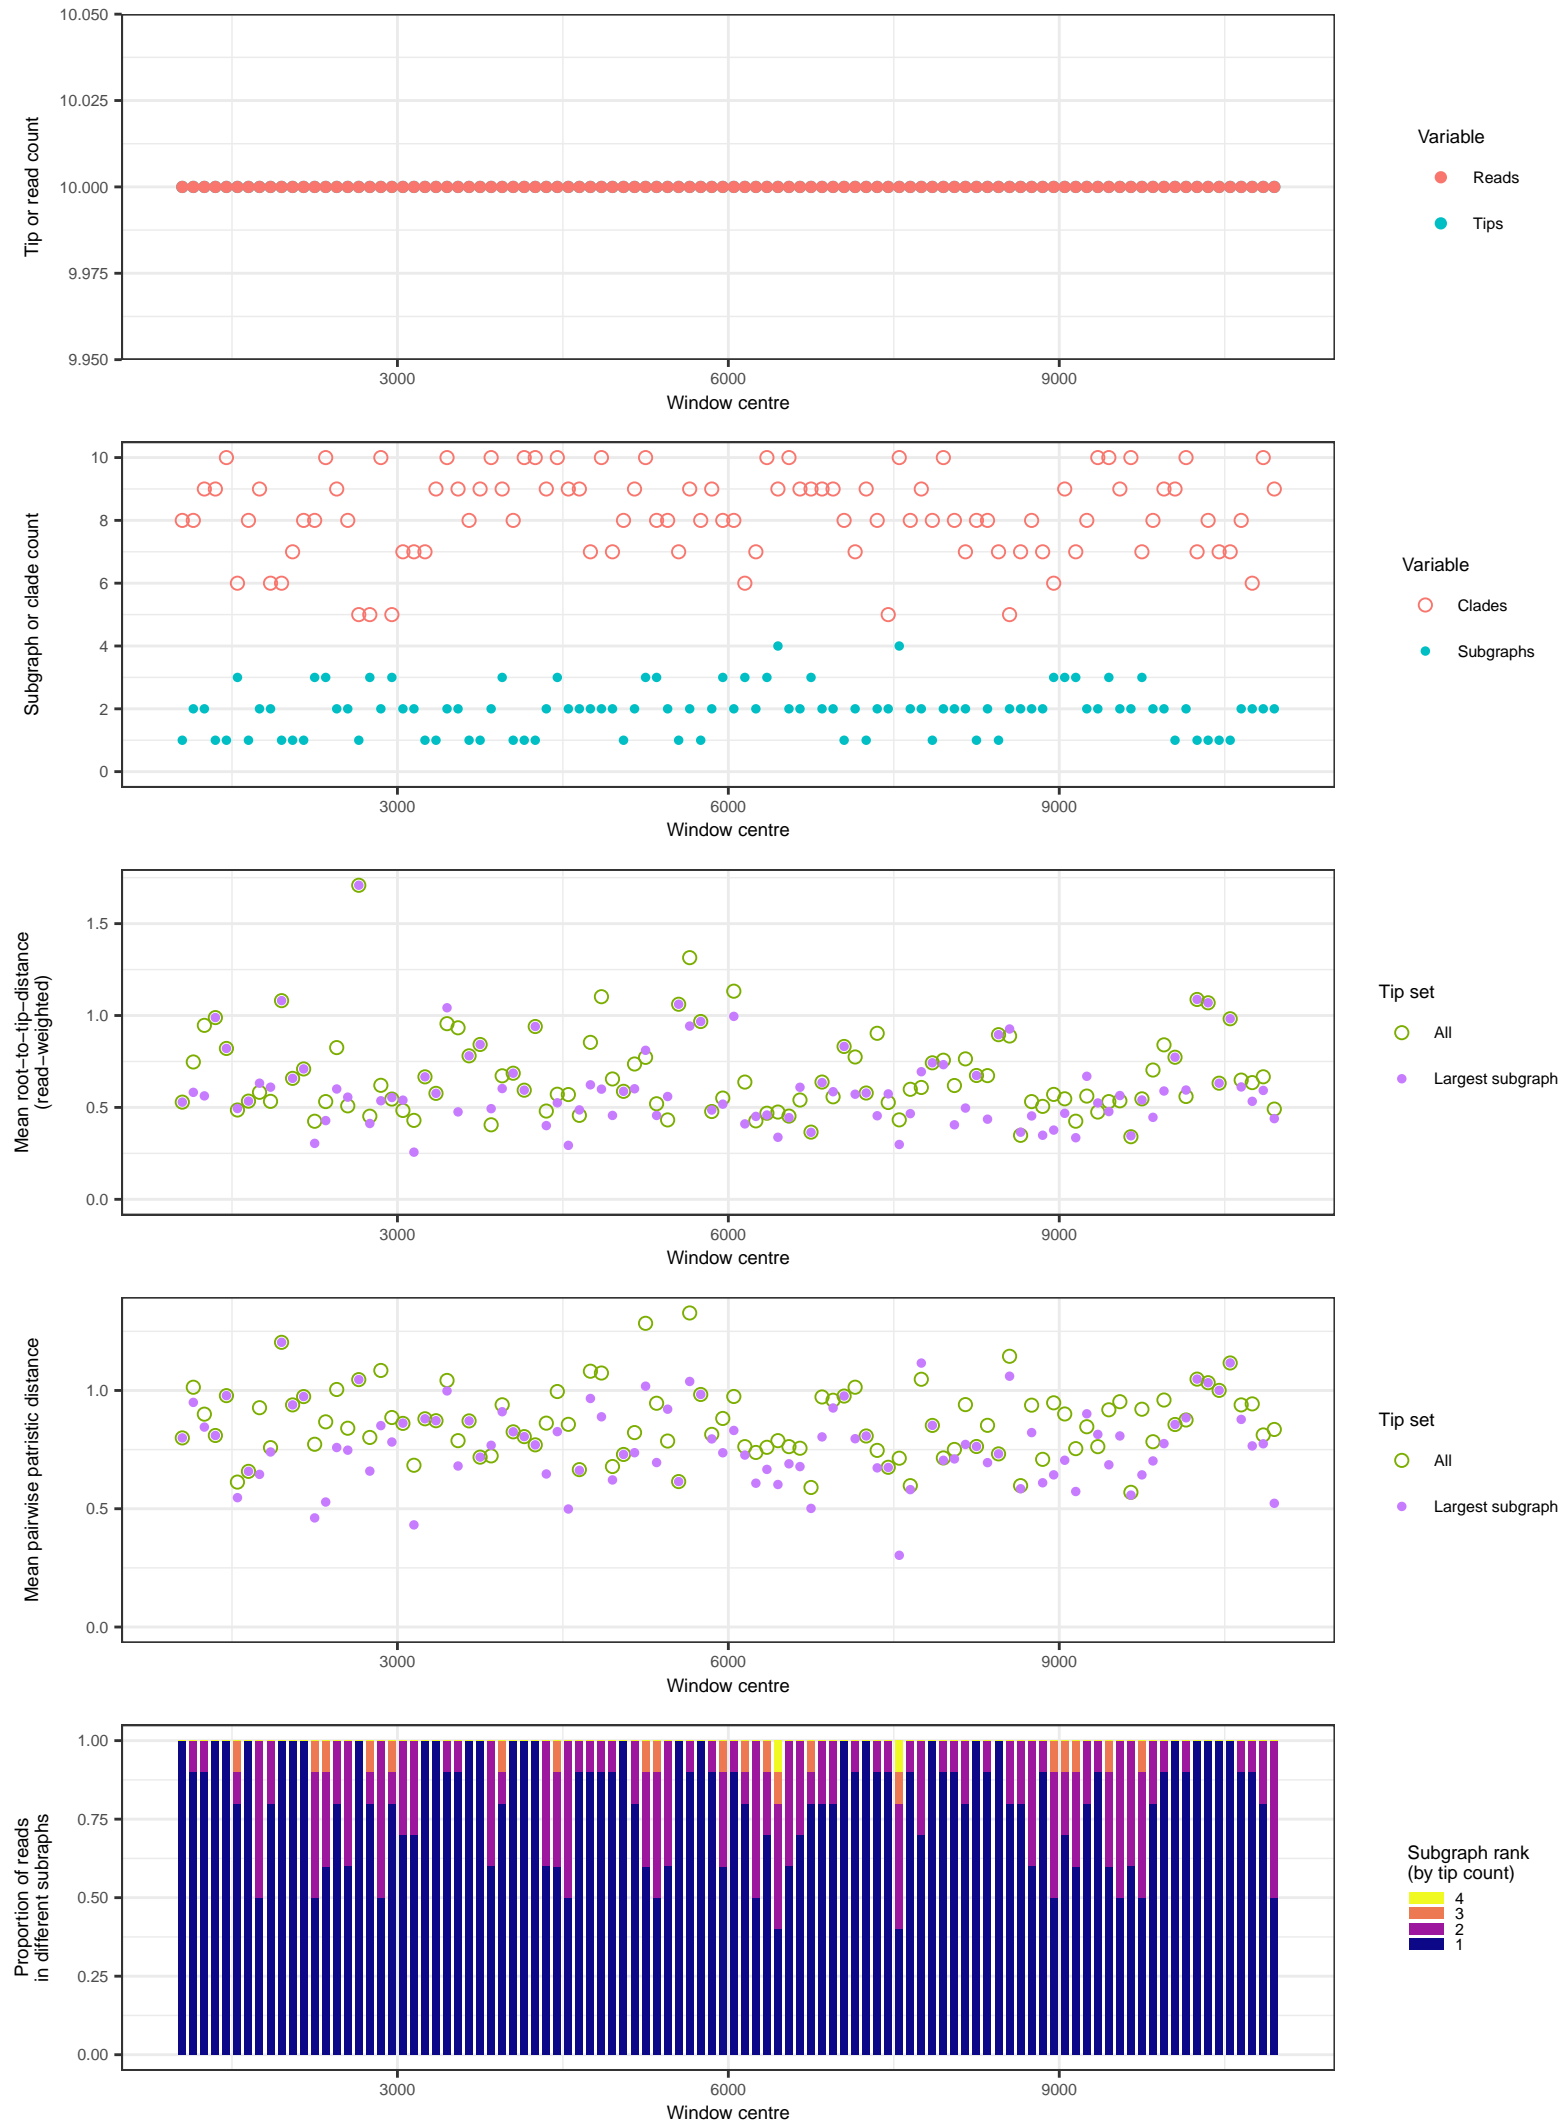 10.050
10.025
10.000
9.975
9.950
Tip or read count
3000 6000 9000
Window centre
Variable
Reads
Tips
10
8
6
4
2
0
Subgraph or clade count
3000 6000 9000
Window centre
Variable
Clades
Subgraphs
1.5
1.0
0.5
0.0
Mean root-to-tip-distance
(read-weighted)
3000 6000 9000
Window centre
Tip set
All
Largest subgraph
1.0
0.5
0.0
Mean pairwise patristic distance
3000 6000 9000
Window centre
Tip set
All
Largest subgraph
1.00
0.75
0.50
0.25
0.00
Proportion of reads
in different subraphs
3000 6000 9000
Window centre
Subgraph rank
(by tip count)
4
3
2
1